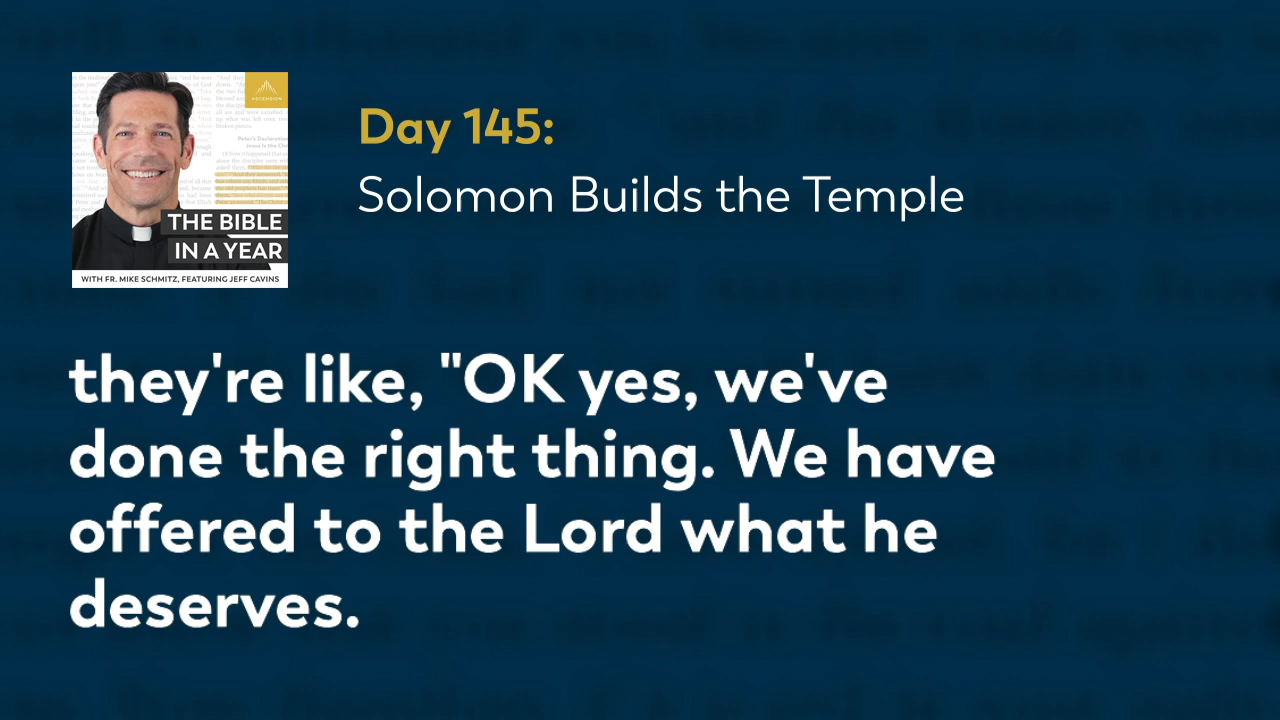 ASCENSION
THE BIBLE
IN A YEAR
WITH FR. MIKE SCHMITZ, FEATURING JEFF CAVINS
Day 145:
Solomon Builds the Temple
they're like, "OK yes, we've
done the right thing. We have
offered to the Lord what he
deserves.